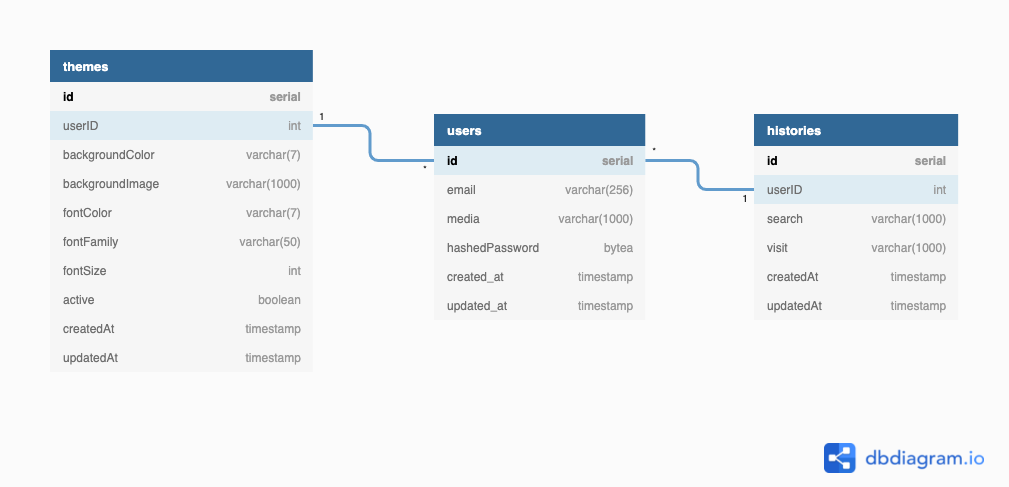 themes
id serial
userID int
backgroundColor varchar(7)
backgroundImage varchar(1000)
fontColor varchar(7)
fontFamily varchar(50)
fontSize int
active boolean
createdAt timestamp
updatedAt timestamp
1
*
users
id serial
email varchar(256)
media varchar(1000)
hashedPassword bytea
created_at timestamp
updated_at timestamp
*
1
histories
id serial
userID int
search varchar(1000)
visit varchar(1000)
createdAt timestamp
updatedAt timestamp
dbdiagram.io